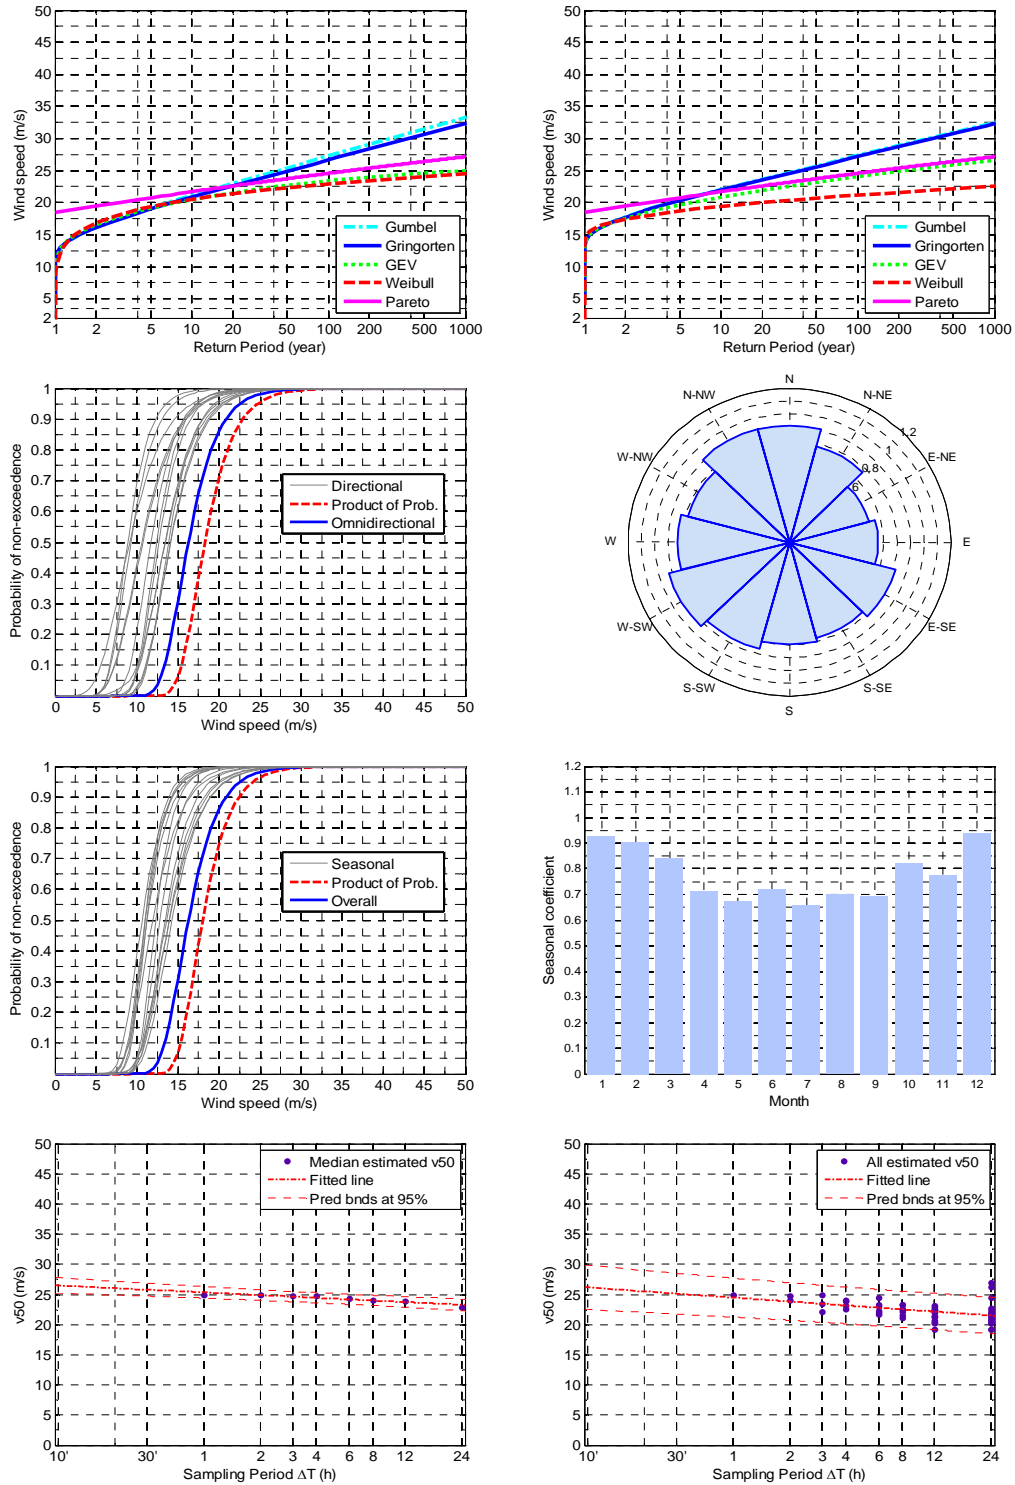 50
45
40
35
30
25
20
15
10
5
2
Wind speed (m/s)
Gumbel
Gringorten
GEV
Weibull
Pareto
1 2 5 10 20 50 100 200 500 1000
Return Period (year)
50
45
40
35
30
25
20
15
10
5
2
Wind speed (m/s)
Gumbel
Gringorten
GEV
Weibull
Pareto
1 2 5 10 20 50 100 200 500 1000
Return Period (year)
1
0.9
0.8
0.7
0.6
0.5
0.4
0.3
0.2
0.1
Probability of non-exceedence
Directional
Product of Prob.
Omnidirectional
0 5 10 15 20 25 30 35 40 45 50
Wind speed (m/s)
N
N-NW N-NE
1.2
1
W-NW E-NE
0.8
W E
W-SW E-SE
S-SW S-SE
S
1
0.9
0.8
0.7
0.6
0.5
0.4
0.3
0.2
0.1
Probability of non-exceedence
Seasonal
Product of Prob.
Overall
0 5 10 15 20 25 30 35 40 45 50
Wind speed (m/s)
1.2
1.1
1
0.9
0.8
0.7
0.6
0.5
0.4
0.3
0.2
0.1
0
Seasonal coefficient
1 2 3 4 5 6 7 8 9 10 11 12
Month
50
45
40
35
30
25
20
15
10
5
0
v50 (m/s)
Median estimated v50
Fitted line
Pred bnds at 95%
10' 30' 1 2 3 4 6 8 12 24
Sampling Period ΔT (h)
50
45
40
35
30
25
20
15
10
5
0
v50 (m/s)
All estimated v50
Fitted line
Pred bnds at 95%
10' 30' 1 2 3 4 6 8 12 24
Sampling Period ΔT (h)